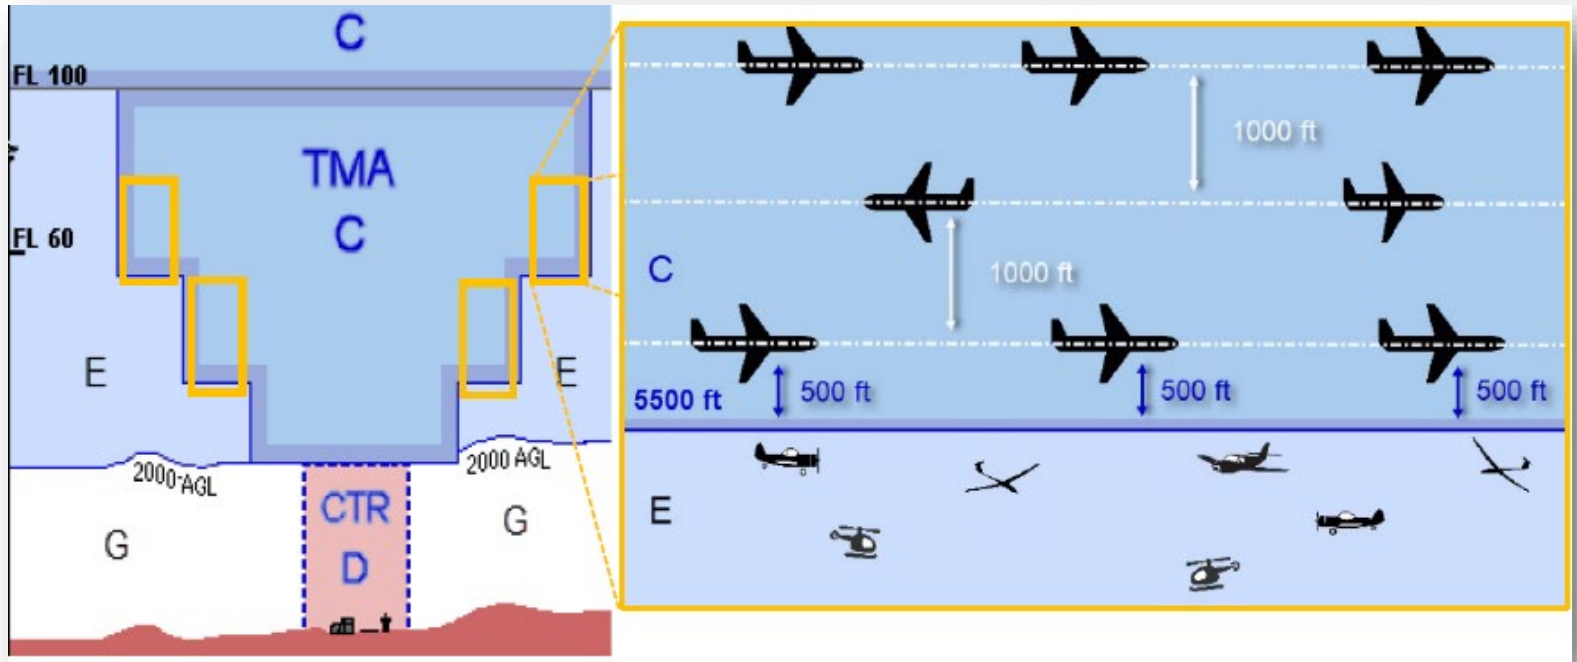 C
FL 100
TMA
C
FL 60
E
E
2000-AGL
2000 AGL
G
G
CTR
D
1000 ft
C
1000 ft
5500 ft
500 ft
500 ft
500 ft
E